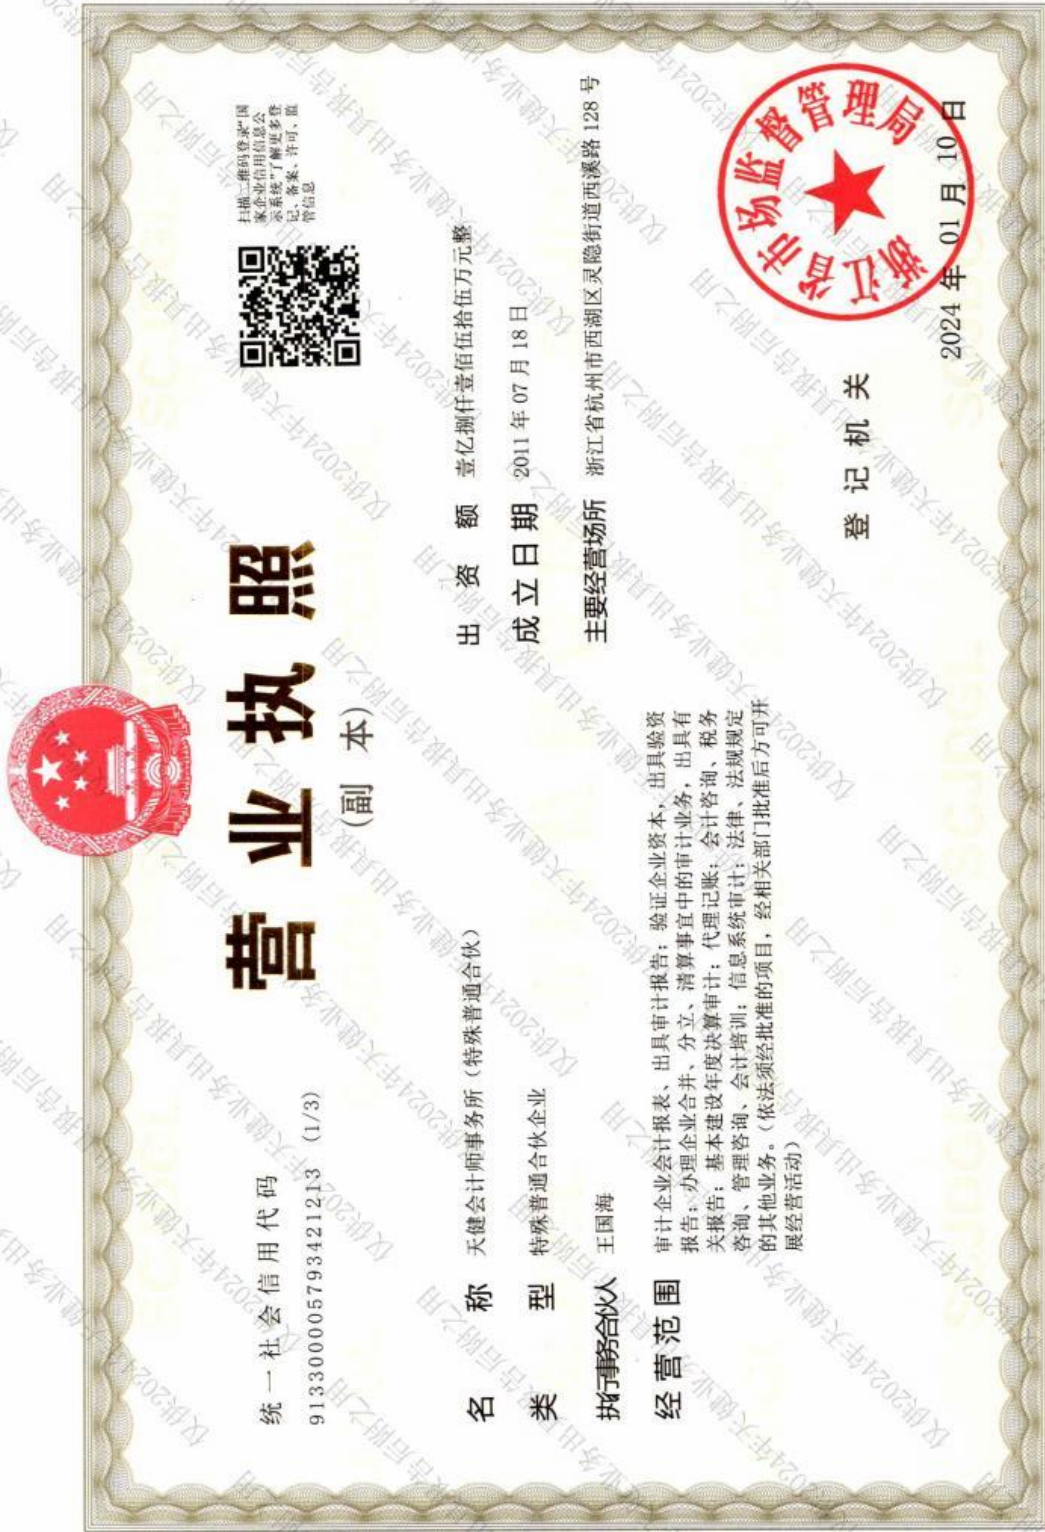 营业执照
(副 本)
统一社会信用代码
913300005793421213 (1/3)
扫描二维码登录“国
家企业信用信息公
示系统”了解更多登
记、备案、许可、监
管信息
名 称 天健会计师事务所(特殊普通合伙)
类 型 特殊普通合伙企业
执行事务合伙人 王国海
经营范围 审计企业会计报表、出具审计报告;验证企业资本,出具验资
报告;办理企业合并、分立、清算事宜中的审计业务,出具有
关报告;基本建设年度决算审计;代理记账;会计咨询、税务
咨询、管理咨询、会计培训;信息系统审计;法律、法规规定
的其他业务。(依法须经批准的项目,经相关部门批准后方可开
展经营活动)
出 资 额 壹亿捌仟壹佰伍拾伍万元整
成立日期 2011年07月18日
主要经营场所 浙江省杭州市西湖区灵隐街道西溪路128号
登记机关
浙江省市场监督管理局
2024年01月10日
仅供2024年天健业务出具报告后附之用